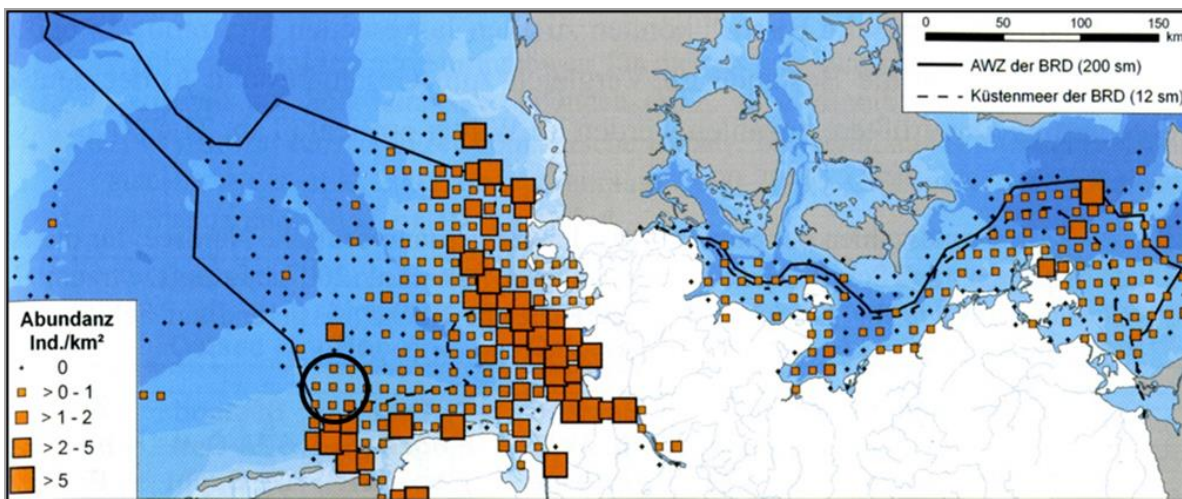 0 50 100 150
km
AWZ der BRD (200 sm)
Küstenmeer der BRD (12 sm)
Abundanz
Ind./km²
0
> 0 - 1
> 1 - 2
> 2 - 5
> 5